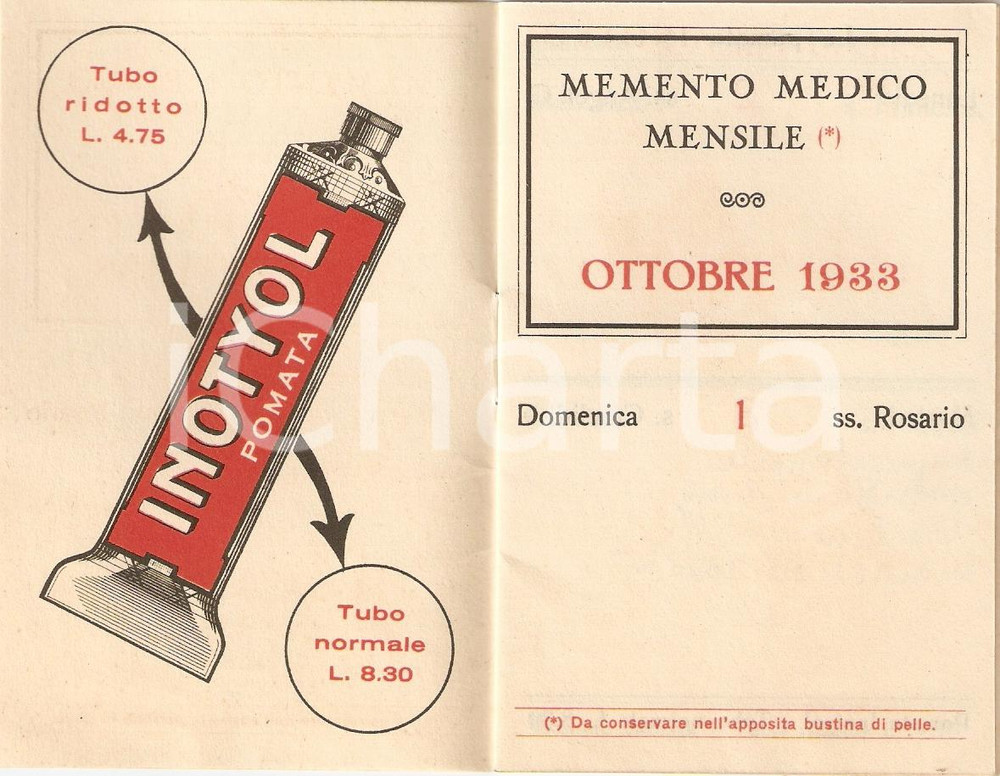 Tubo
ridotto
L. 4.75
INOTYOL
POMATA
Tubo
normale
L. 8.30
MEMENTO MEDICO
MENSILE (*)
OTTOBRE 1933
Domenica 1 ss. Rosario
(*) Da conservare nell'apposita bustina di pelle.
iCharta